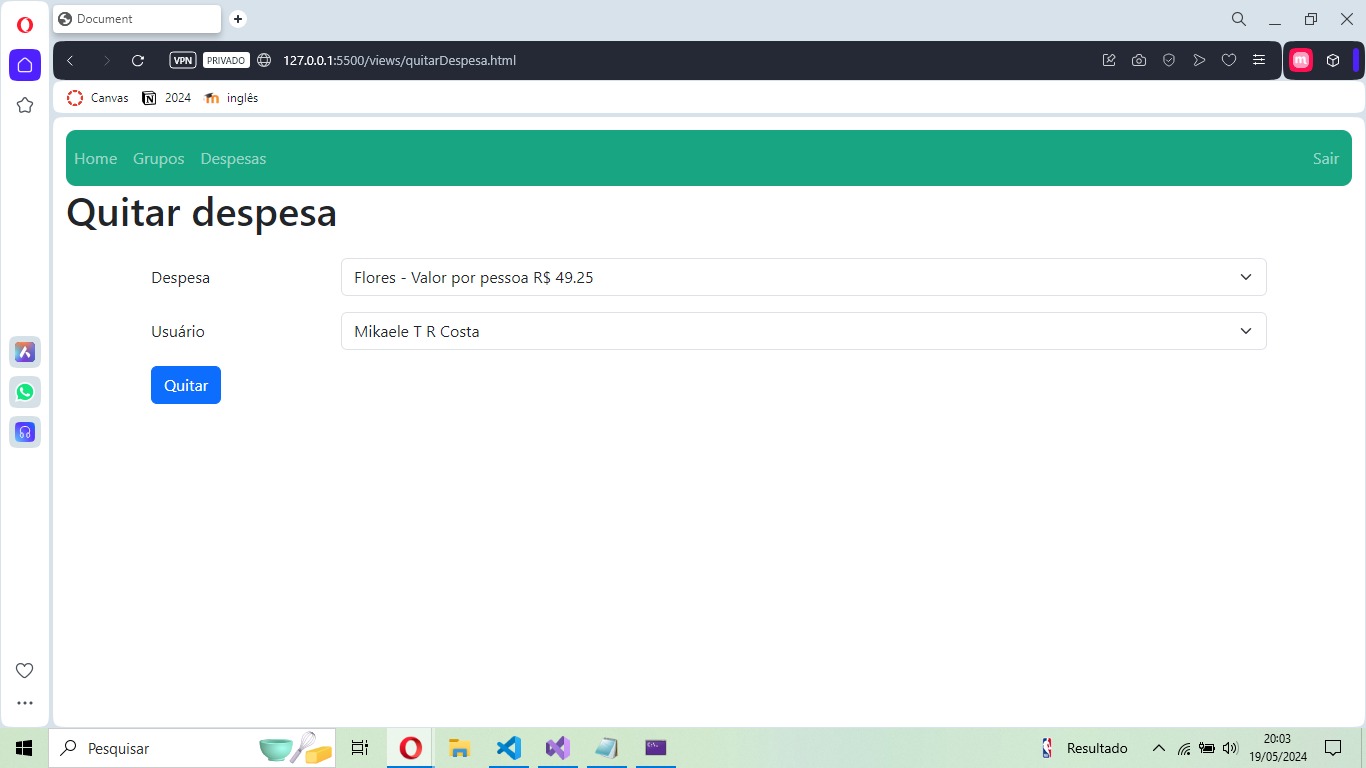 Document
VPN PRIVADO 127.0.0.1:5500/views/quitarDespesa.html
Canvas 2024 inglês
Home Grupos Despesas Sair
Quitar despesa
Despesa Flores - Valor por pessoa R$ 49.25
Usuário Mikaele T R Costa
Quitar
Pesquisar Resultado 20:03
19/05/2024